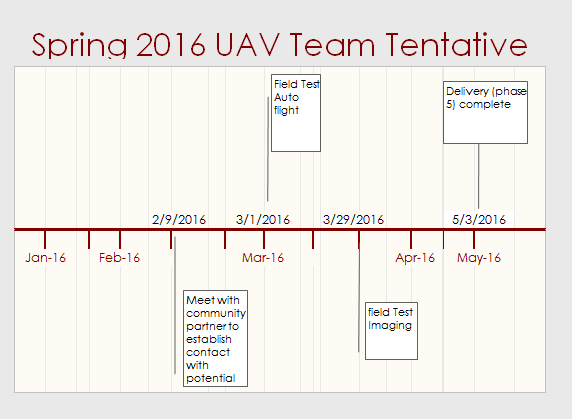 Spring 2016 UAV Team Tentative
Field Test
Auto
flight
Delivery (phase
5) complete
2/9/2016
3/1/2016
3/29/2016
5/3/2016
Jan-16
Feb-16
Mar-16
Apr-16
May-16
Meet with
community
partner to
establish
contact
with
potential
field Test
Imaging